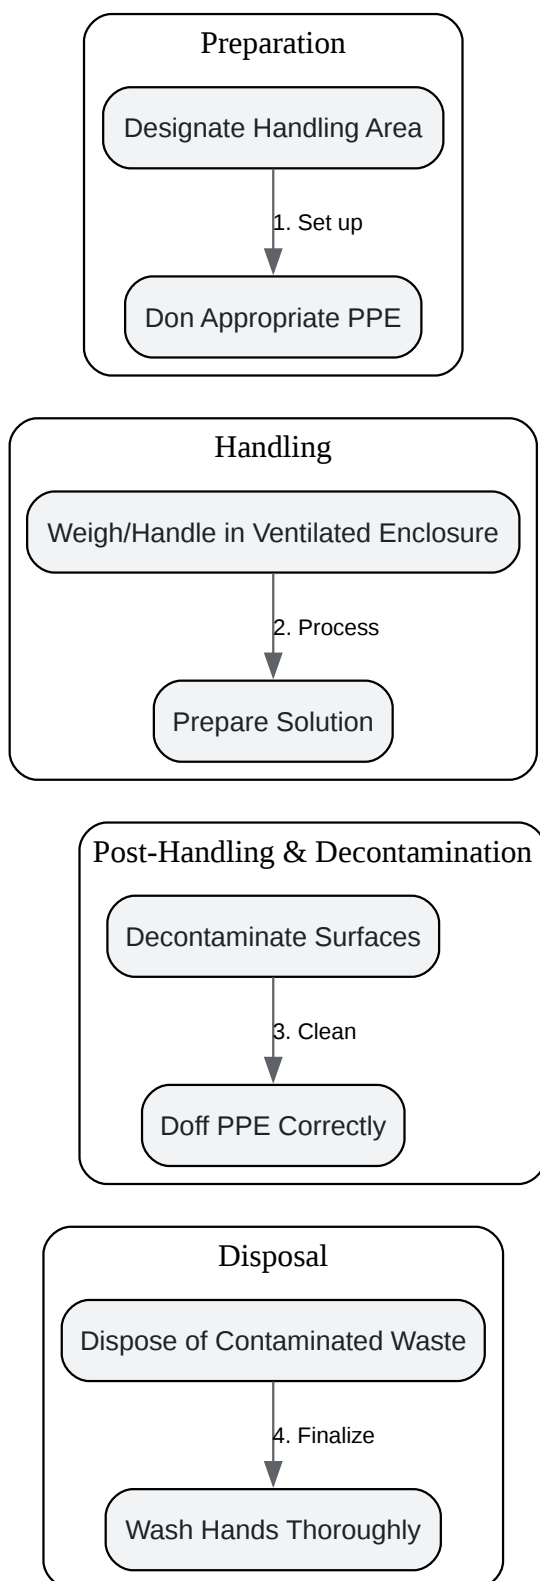 Preparation
Designate Handling Area
1. Set up
Don Appropriate PPE
Handling
Weigh/Handle in Ventilated Enclosure
2. Process
Prepare Solution
Post-Handling & Decontamination
Decontaminate Surfaces
3. Clean
Doff PPE Correctly
Disposal
Dispose of Contaminated Waste
4. Finalize
Wash Hands Thoroughly